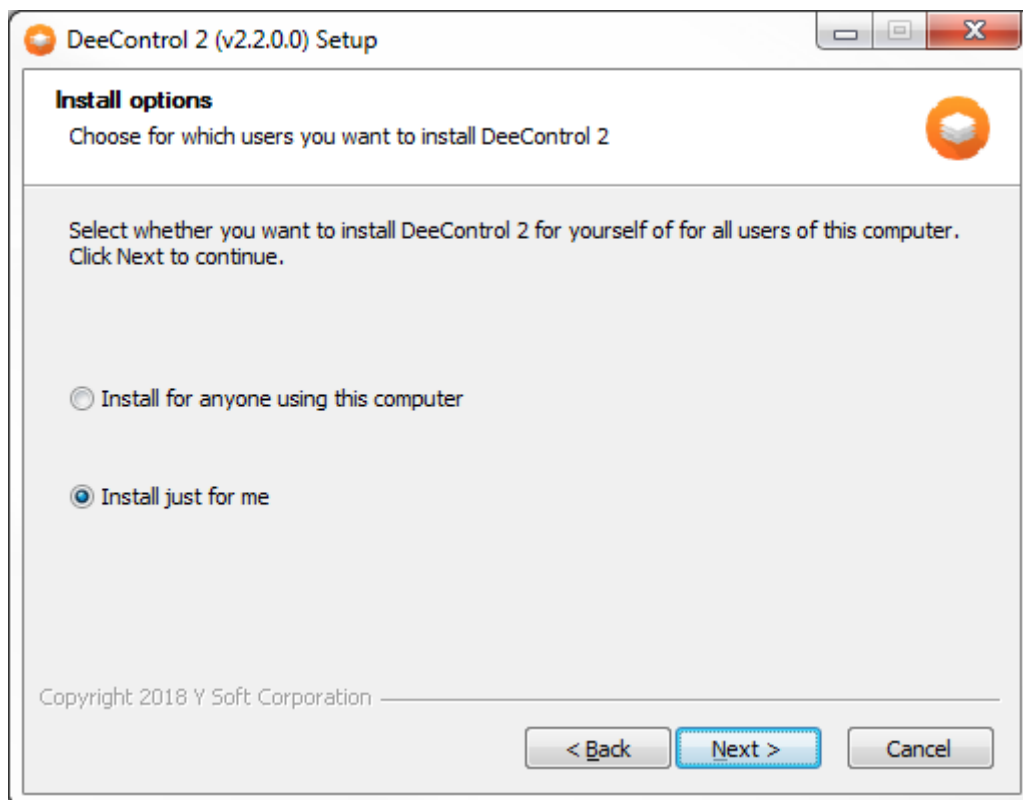 DeeControl 2 (v2.2.0.0) Setup
Install options
Choose for which users you want to install DeeControl 2
Select whether you want to install DeeControl 2 for yourself of for all users of this computer.
Click Next to continue.
Install for anyone using this computer
Install just for me
Copyright 2018 Y Soft Corporation
< Back Next > Cancel